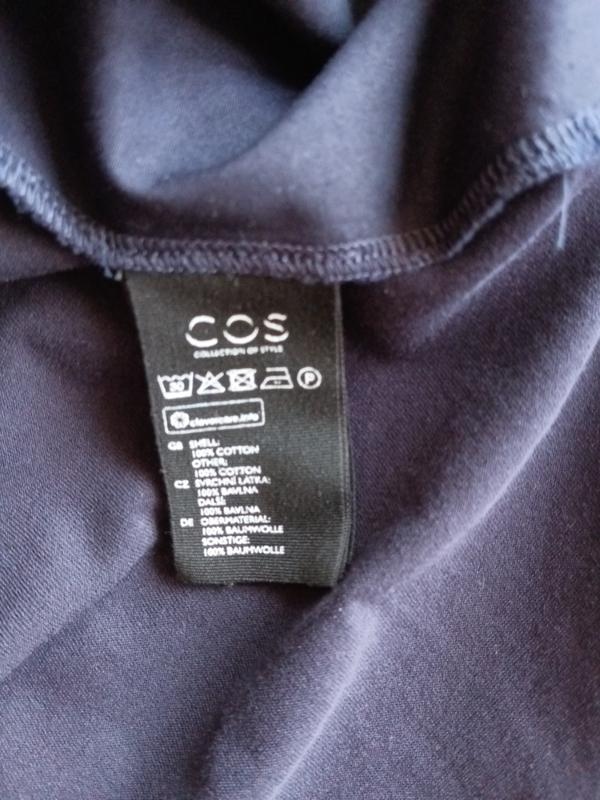 COS
COLLECTION OF STYLE
30
P
clevercare.info
GB SHELL:
100% COTTON
OTHER:
100% COTTON
CZ SVRCHNÍ LÁTKA:
100% BAVLNA
DALŠÍ:
100% BAVLNA
DE OBERMATERIAL:
100% BAUMWOLLE
SONSTIGE:
100% BAUMWOLLE